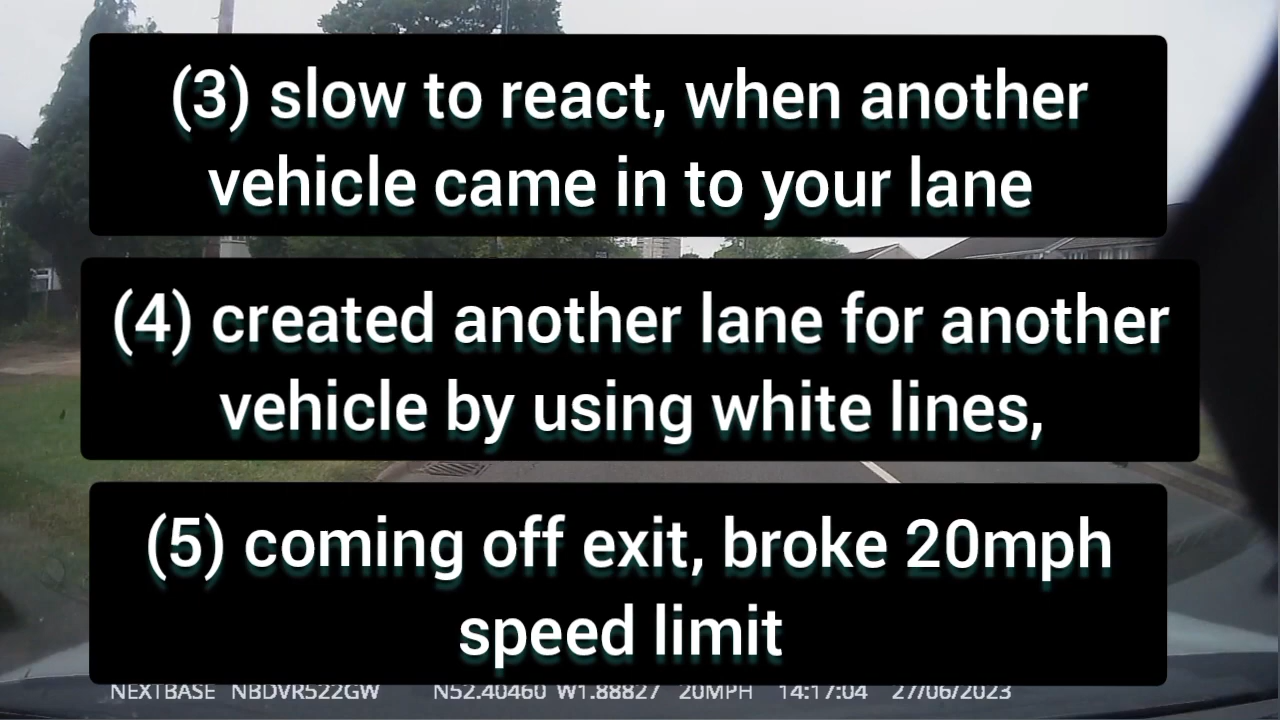 (3) slow to react, when another
vehicle came in to your lane
(4) created another lane for another
vehicle by using white lines,
(5) coming off exit, broke 20mph
speed limit
NEXTBASE NBDVR522GW N52.40460 W1.88827 20MPH 14:17:04 27/06/2023